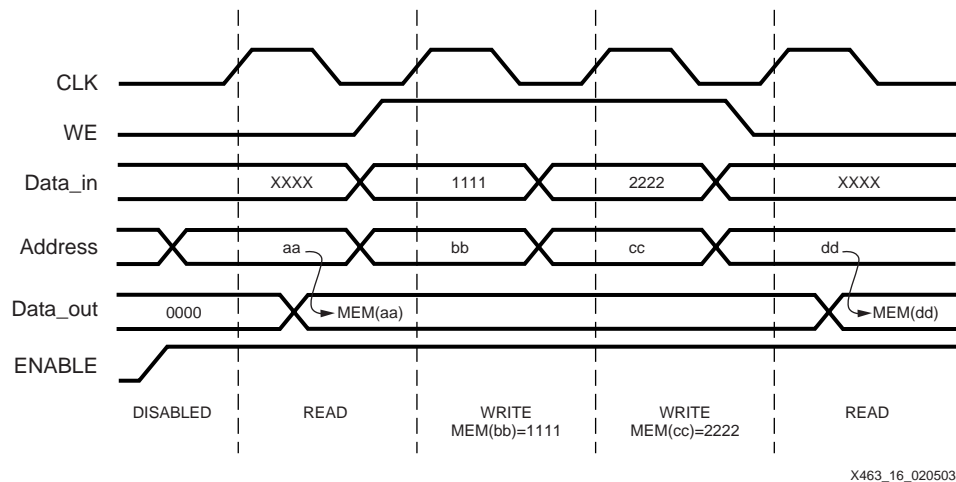 CLK
WE
Data_in XXXX 1111 2222 XXXX
Address aa bb cc dd
Data_out 0000 MEM(aa) MEM(dd)
ENABLE
DISABLED READ WRITE WRITE READ
MEM(bb)=1111 MEM(cc)=2222
X463_16_020503